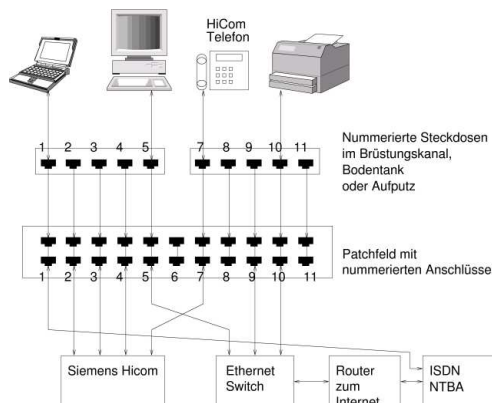 HiCom
Telefon
1 2 3 4 5 7 8 9 10 11
Nummerierte Steckdosen
im Brüstungskanal,
Bodentank
oder Aufputz
Patchfeld mit
nummerierten Anschlüsse
1 2 3 4 5 6 7 8 9 10 11
Siemens Hicom
Ethernet
Switch
Router
zum
Internet
ISDN
NTBA